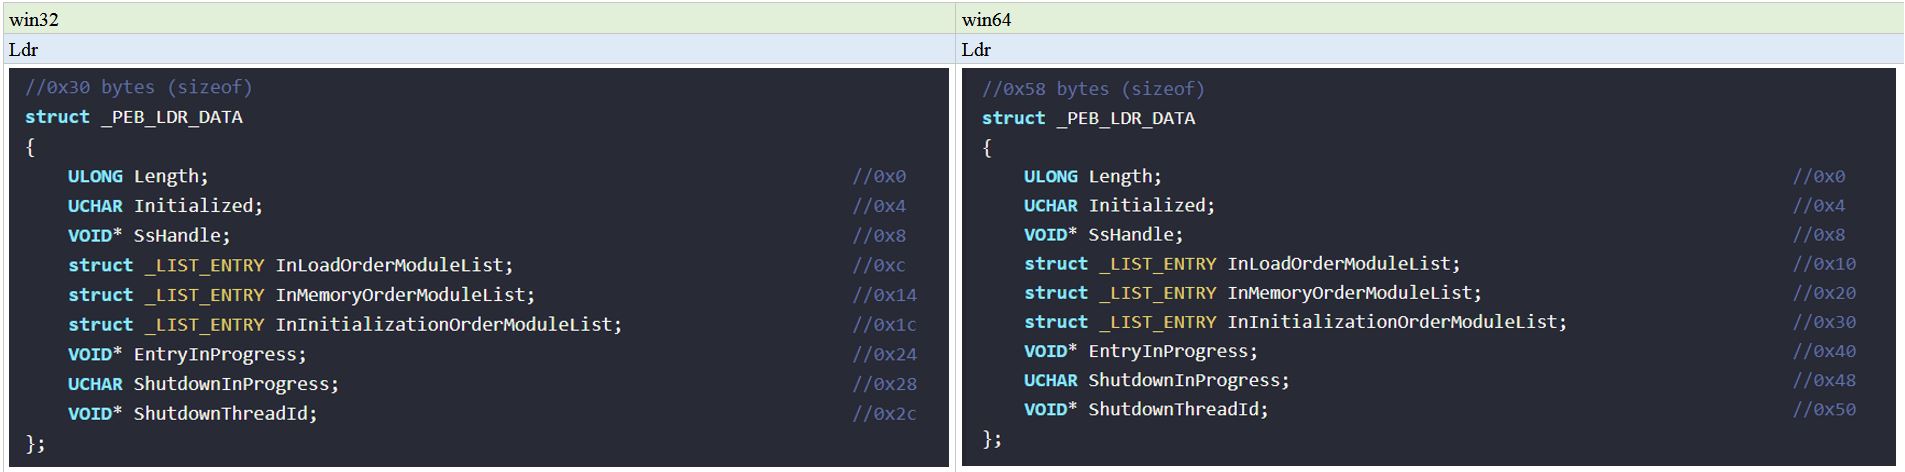 win32
Ldr
//0x30 bytes (sizeof)
struct _PEB_LDR_DATA
{
    ULONG Length;                                                           //0x0
    UCHAR Initialized;                                                      //0x4
    VOID* SsHandle;                                                         //0x8
    struct _LIST_ENTRY InLoadOrderModuleList;                               //0xc
    struct _LIST_ENTRY InMemoryOrderModuleList;                             //0x14
    struct _LIST_ENTRY InInitializationOrderModuleList;                     //0x1c
    VOID* EntryInProgress;                                                  //0x24
    UCHAR ShutdownInProgress;                                               //0x28
    VOID* ShutdownThreadId;                                                 //0x2c
};
win64
Ldr
//0x58 bytes (sizeof)
struct _PEB_LDR_DATA
{
    ULONG Length;                                                           //0x0
    UCHAR Initialized;                                                      //0x4
    VOID* SsHandle;                                                         //0x8
    struct _LIST_ENTRY InLoadOrderModuleList;                               //0x10
    struct _LIST_ENTRY InMemoryOrderModuleList;                             //0x20
    struct _LIST_ENTRY InInitializationOrderModuleList;                     //0x30
    VOID* EntryInProgress;                                                  //0x40
    UCHAR ShutdownInProgress;                                               //0x48
    VOID* ShutdownThreadId;                                                 //0x50
};